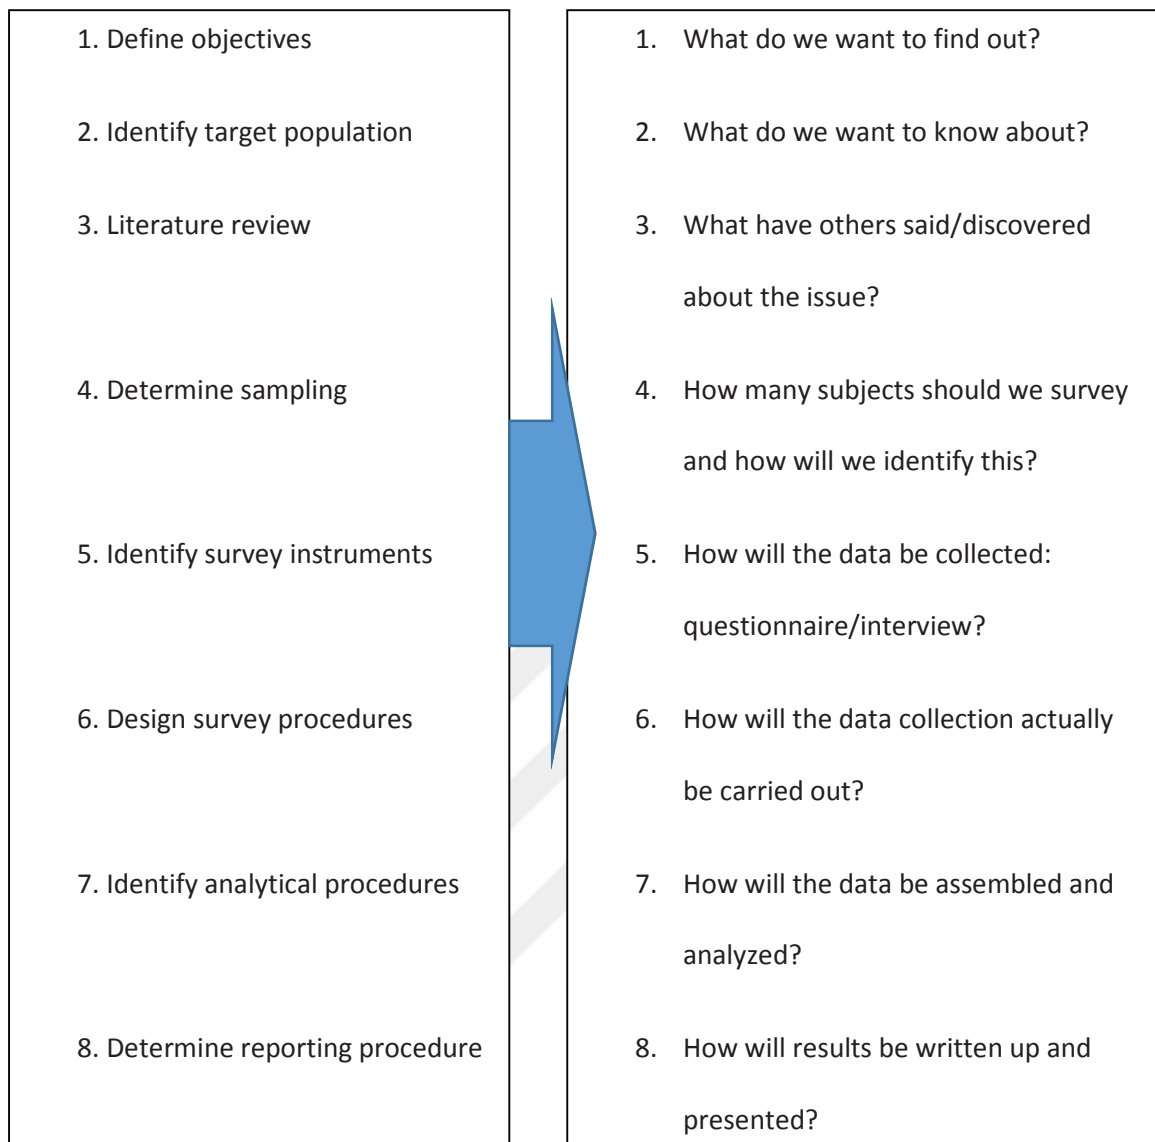 1. Define objectives
2. Identify target population
3. Literature review
4. Determine sampling
5. Identify survey instruments
6. Design survey procedures
7. Identify analytical procedures
8. Determine reporting procedure
1. What do we want to find out?
2. What do we want to know about?
3. What have others said/discovered
about the issue?
4. How many subjects should we survey
and how will we identify this?
5. How will the data be collected:
questionnaire/interview?
6. How will the data collection actually
be carried out?
7. How will the data be assembled and
analyzed?
8. How will results be written up and
presented?